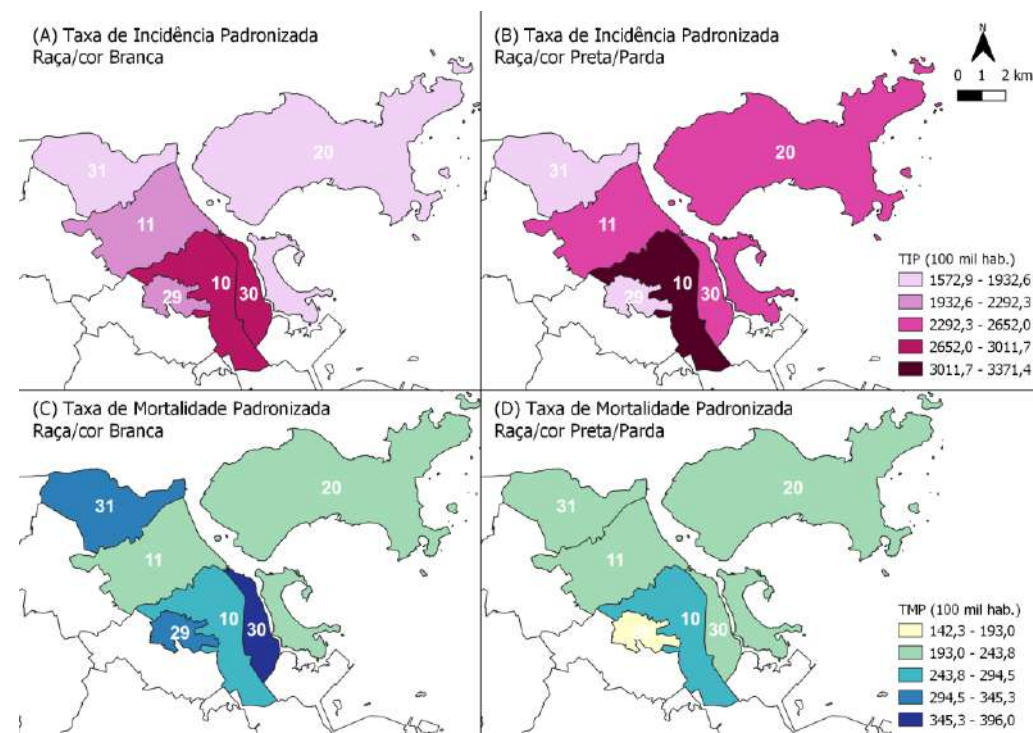 (A) Taxa de Incidência Padronizada
Raça/cor Branca
31
20
11
10
29
30
(B) Taxa de Incidência Padronizada
Raça/cor Preta/Parda
N
0 1 2 km
31
20
11
10
29
30
TIP (100 mil hab.)
1572,9 - 1932,6
1932,6 - 2292,3
2292,3 - 2652,0
2652,0 - 3011,7
3011,7 - 3371,4
(C) Taxa de Mortalidade Padronizada
Raça/cor Branca
31
20
11
10
29
30
(D) Taxa de Mortalidade Padronizada
Raça/cor Preta/Parda
31
20
11
10
30
TMP (100 mil hab.)
142,3 - 193,0
193,0 - 243,8
243,8 - 294,5
294,5 - 345,3
345,3 - 396,0